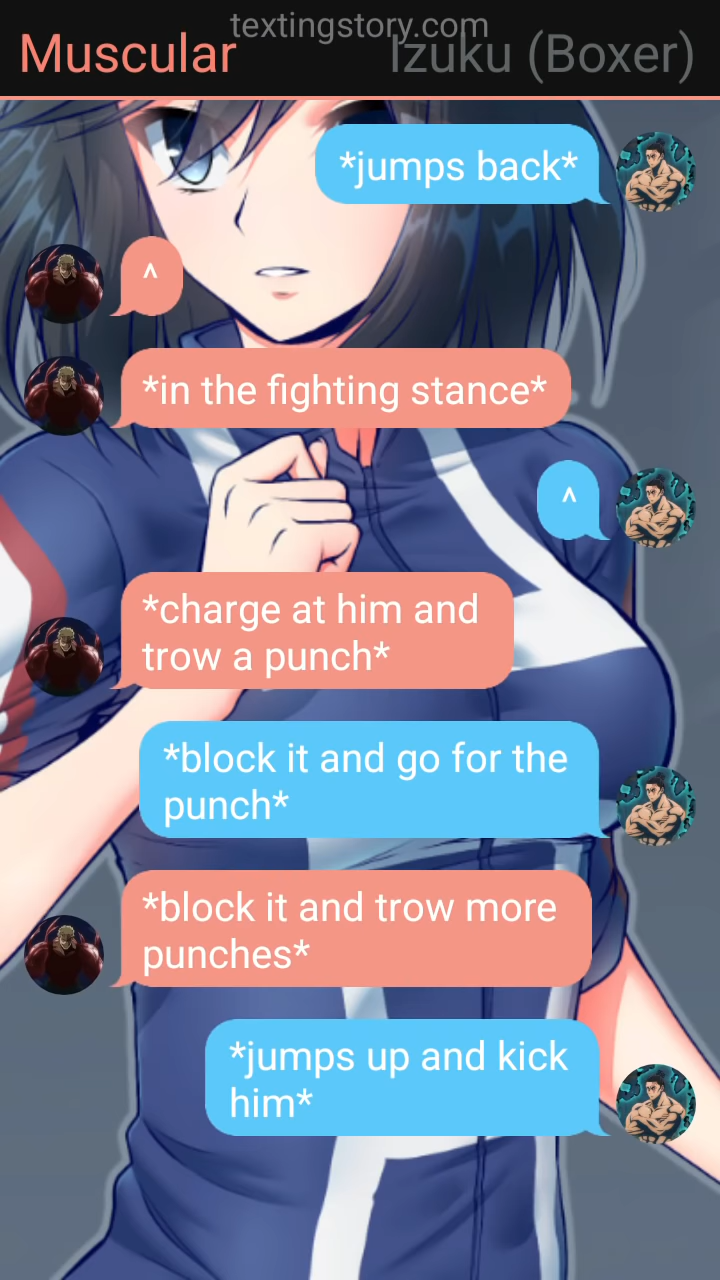 textingstory.com
Muscular
Izuku (Boxer)
*jumps back*
^
*in the fighting stance*
^
*charge at him and
trow a punch*
*block it and go for the
punch*
*block it and trow more
punches*
*jumps up and kick
him*